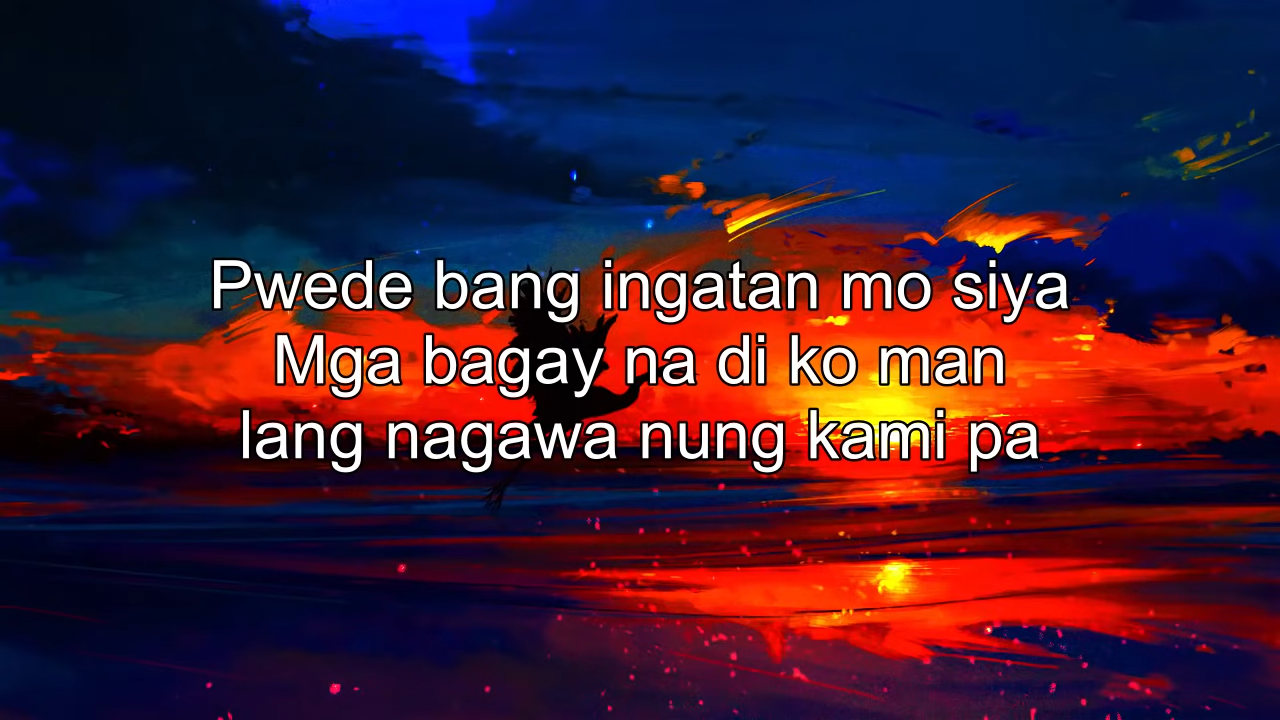 Pwede bang ingatan mo siya
Mga bagay na di ko man
lang nagawa nung kami pa